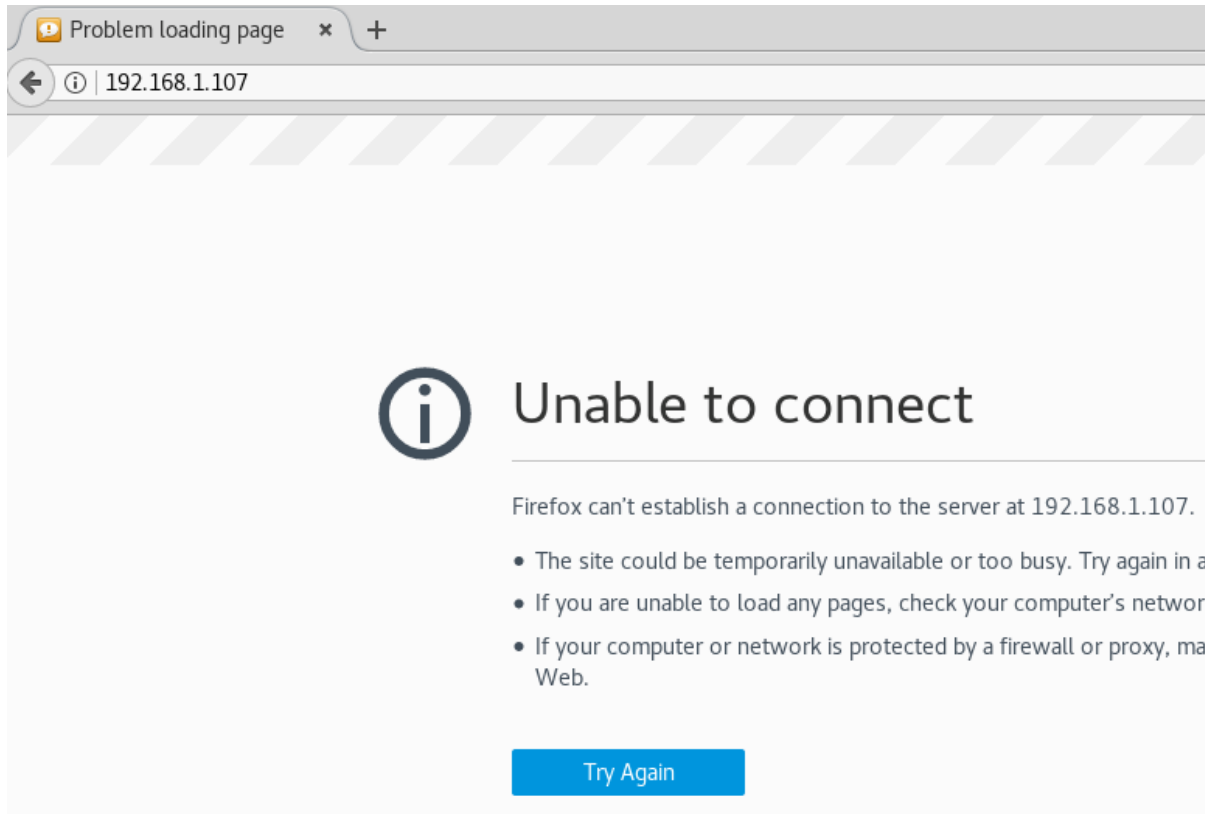 Problem loading page
192.168.1.107
Unable to connect
Firefox can't establish a connection to the server at 192.168.1.107.
• The site could be temporarily unavailable or too busy. Try again in a
• If you are unable to load any pages, check your computer's networ
• If your computer or network is protected by a firewall or proxy, ma
Web.
Try Again